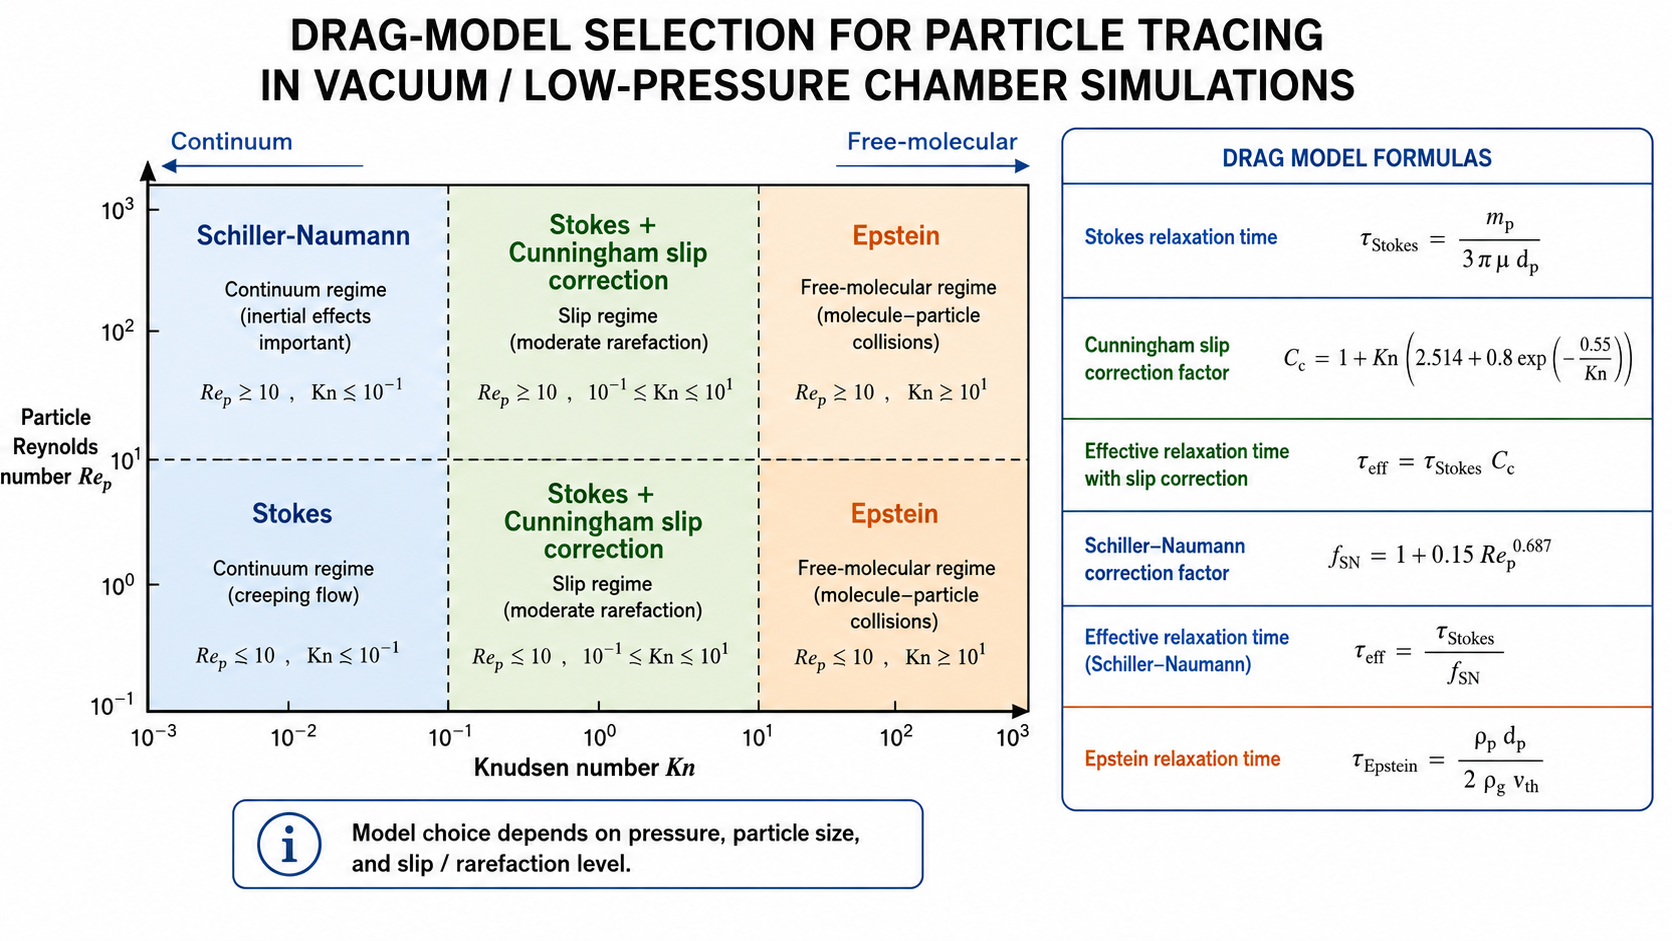 DRAG-MODEL SELECTION FOR PARTICLE TRACING
IN VACUUM / LOW-PRESSURE CHAMBER SIMULATIONS
Continuum
Free-molecular
Particle
Reynolds
number Re_p
10³
10²
10¹
10⁰
10⁻¹
Schiller-Naumann
Continuum regime
(inertial effects
important)
Re_p ≥ 10 , Kn ≲ 10⁻¹
Stokes +
Cunningham slip
correction
Slip regime
(moderate rarefaction)
Re_p ≳ 10 , 10⁻¹ ≲ Kn ≲ 10¹
Epstein
Free-molecular regime
(molecule–particle
collisions)
Re_p ≳ 10 , Kn ≥ 10¹
Stokes
Continuum regime
(creeping flow)
Re_p ≲ 10 , Kn ≲ 10⁻¹
Stokes +
Cunningham slip
correction
Slip regime
(moderate rarefaction)
Re_p ≲ 10 , 10⁻¹ ≲ Kn ≲ 10¹
Epstein
Free-molecular regime
(molecule–particle
collisions)
Re_p ≲ 10 , Kn ≥ 10¹
10⁻³ 10⁻² 10⁻¹ 10⁰ 10¹ 10² 10³
Knudsen number Kn
i
Model choice depends on pressure, particle size,
and slip / rarefaction level.
DRAG MODEL FORMULAS
Stokes relaxation time
τ_Stokes = m_p / (3 π μ d_p)
Cunningham slip
correction factor
C_c = 1 + Kn (2.514 + 0.8 exp (−0.55 / Kn))
Effective relaxation time
with slip correction
τ_eff = τ_Stokes C_c
Schiller–Naumann
correction factor
f_SN = 1 + 0.15 Re_p^0.687
Effective relaxation time
(Schiller–Naumann)
τ_eff = τ_Stokes / f_SN
Epstein relaxation time
τ_Epstein = ρ_p d_p / (2 ρ_g v_th)